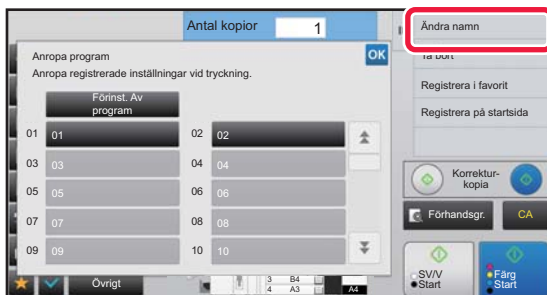 Antal kopior 1
Anropa program
OK
Anropa registrerade inställningar vid tryckning.
Förinst. Av
program
01 01
02 02
03 03
04 04
05 05
06 06
07 07
08 08
09 09
10 10
Övrigt
3 B4
4 A3
A4
Ändra namn
Ta bort
Registrera i favorit
Registrera på startsida
Korrektur-
kopia
Förhandsgr.
CA
SV/V
Start
Färg
Start